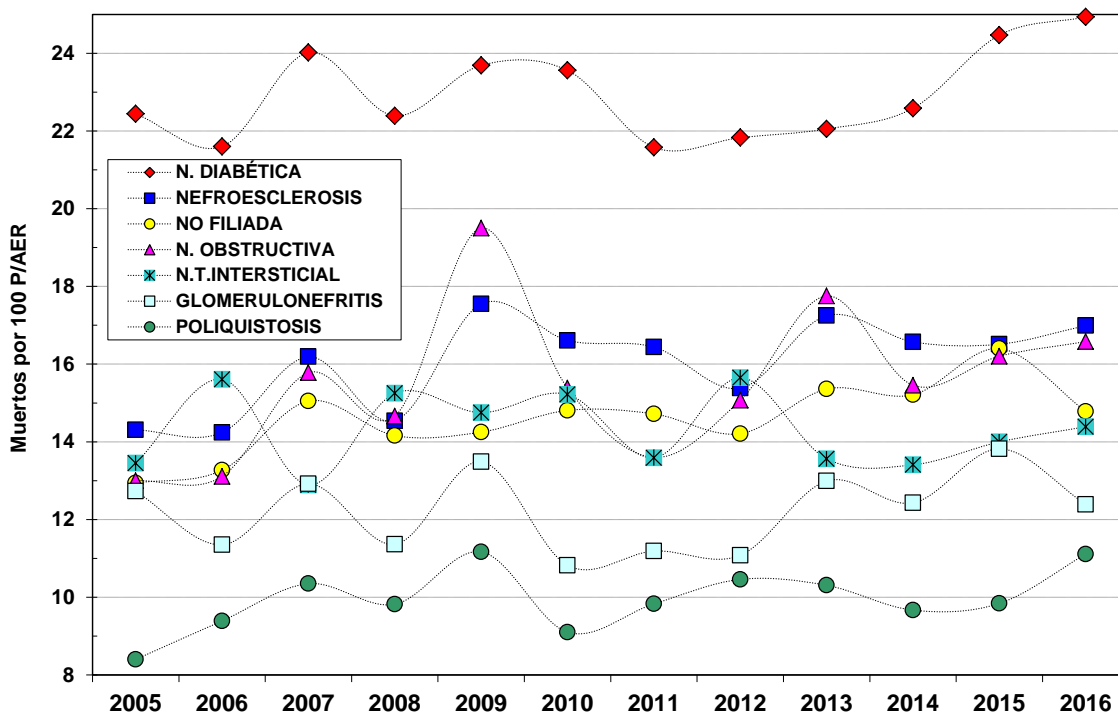 24
22
20
18
16
14
12
10
8
Muertos por 100 P/AER
N. DIABÉTICA
NEFROESCLEROSIS
NO FILIADA
N. OBSTRUCTIVA
N.T.INTERSTICIAL
GLOMERULONEFRITIS
POLIQUISTOSIS
2005 2006 2007 2008 2009 2010 2011 2012 2013 2014 2015 2016